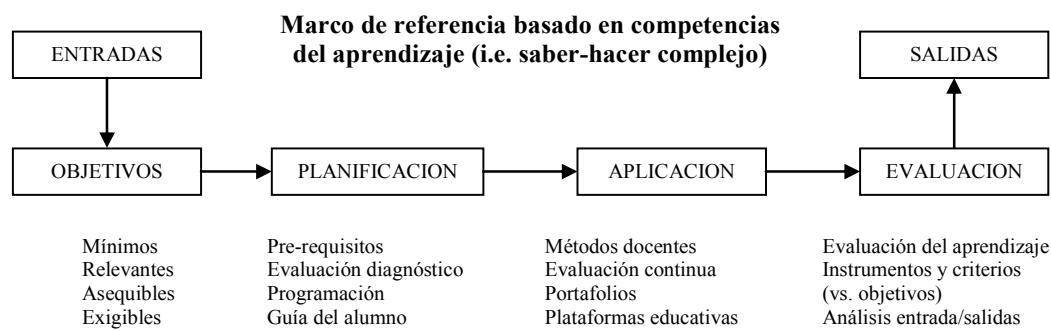 Marco de referencia basado en competencias
del aprendizaje (i.e. saber-hacer complejo)
ENTRADAS
SALIDAS
OBJETIVOS
PLANIFICACION
APLICACION
EVALUACION
Mínimos
Relevantes
Asequibles
Exigibles
Pre-requisitos
Evaluación diagnóstico
Programación
Guía del alumno
Métodos docentes
Evaluación continua
Portafolios
Plataformas educativas
Evaluación del aprendizaje
Instrumentos y criterios
(vs. objetivos)
Análisis entrada/salidas